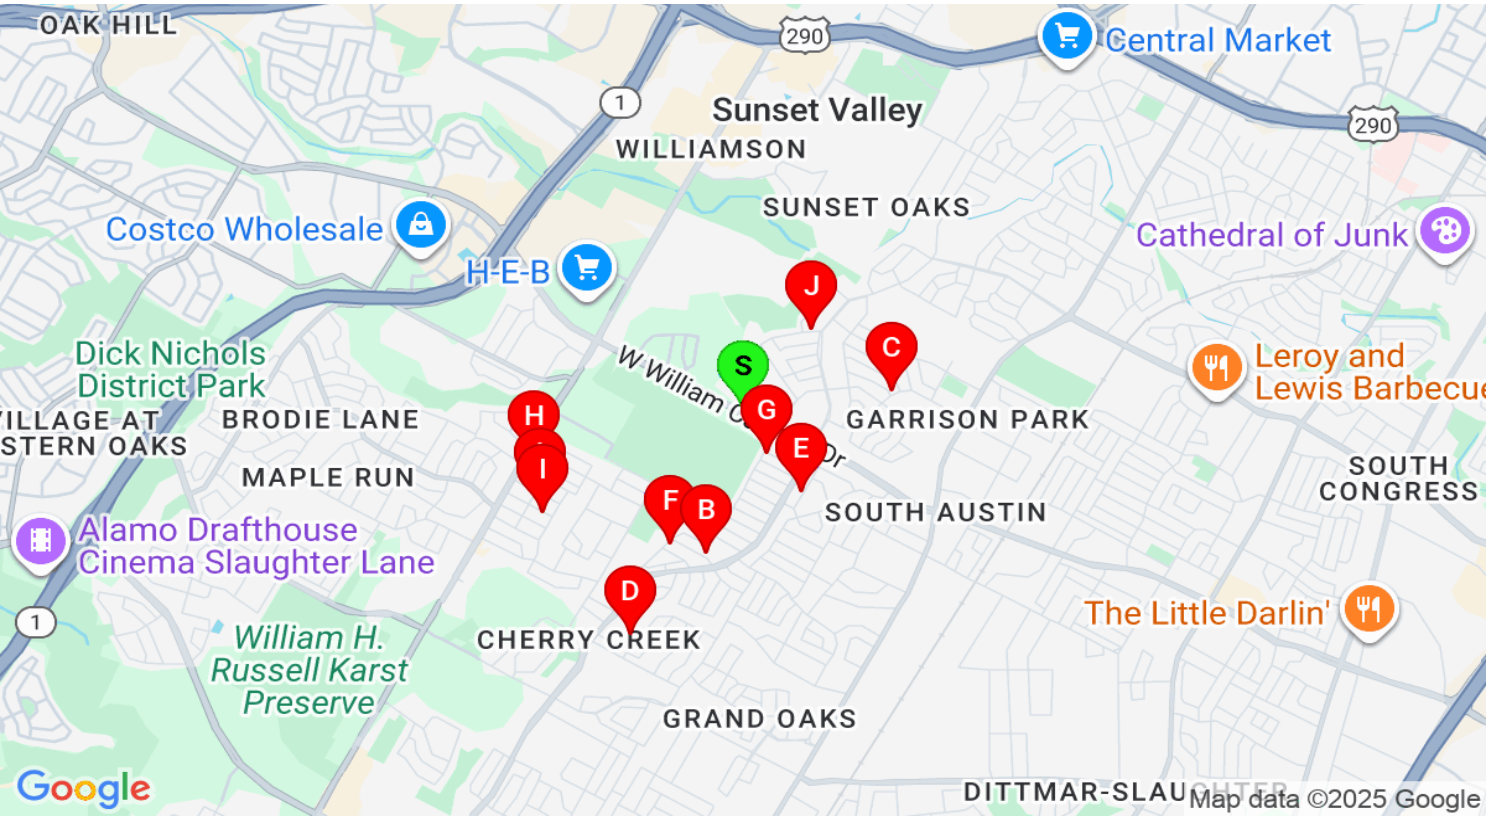 OAK HILL
290
Central Market
1
Sunset Valley
290
WILLIAMSON
SUNSET OAKS
Costco Wholesale
Cathedral of Junk
H-E-B
J
C
S
W William
Dr
G
E
Dick Nichols
District Park
Leroy and
Lewis Barbecue
VILLAGE AT
STERN OAKS
BRODIE LANE
H
GARRISON PARK
MAPLE RUN
I
SOUTH
CONGRESS
F
B
SOUTH AUSTIN
Alamo Drafthouse
Cinema Slaughter Lane
D
1
The Little Darlin'
William H.
Russell Karst
Preserve
CHERRY CREEK
GRAND OAKS
Google
DITTMAR-SLAUGHTER
Map data ©2025 Google